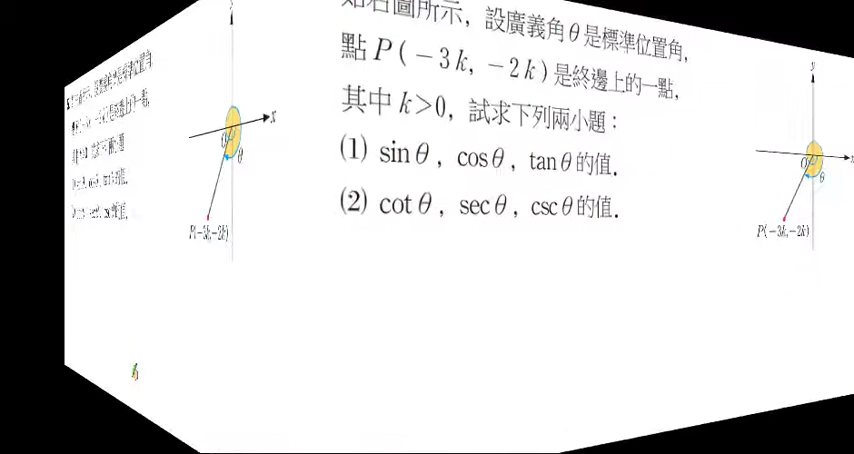 如右圖所示，設廣義角θ是標準位置角，
點P(-3k, -2k)是終邊上的一點，
其中k>0，試求下列兩小題：
(1) sinθ, cosθ, tanθ的值.
(2) cotθ, secθ, cscθ的值.
y
x
O
θ
P(-3k,-2k)
x
O
θ
P(-3k,-2k)